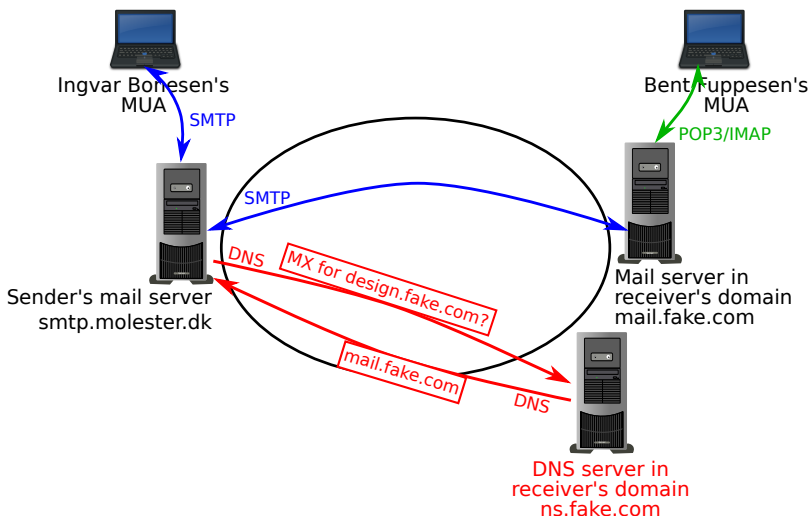 Ingvar Bonesen's
MUA
Bent Fuppesen's
MUA
SMTP
POP3/IMAP
SMTP
DNS
MX for design.fake.com?
Sender's mail server
smtp.molester.dk
Mail server in
receiver's domain
mail.fake.com
mail.fake.com
DNS
DNS server in
receiver's domain
ns.fake.com